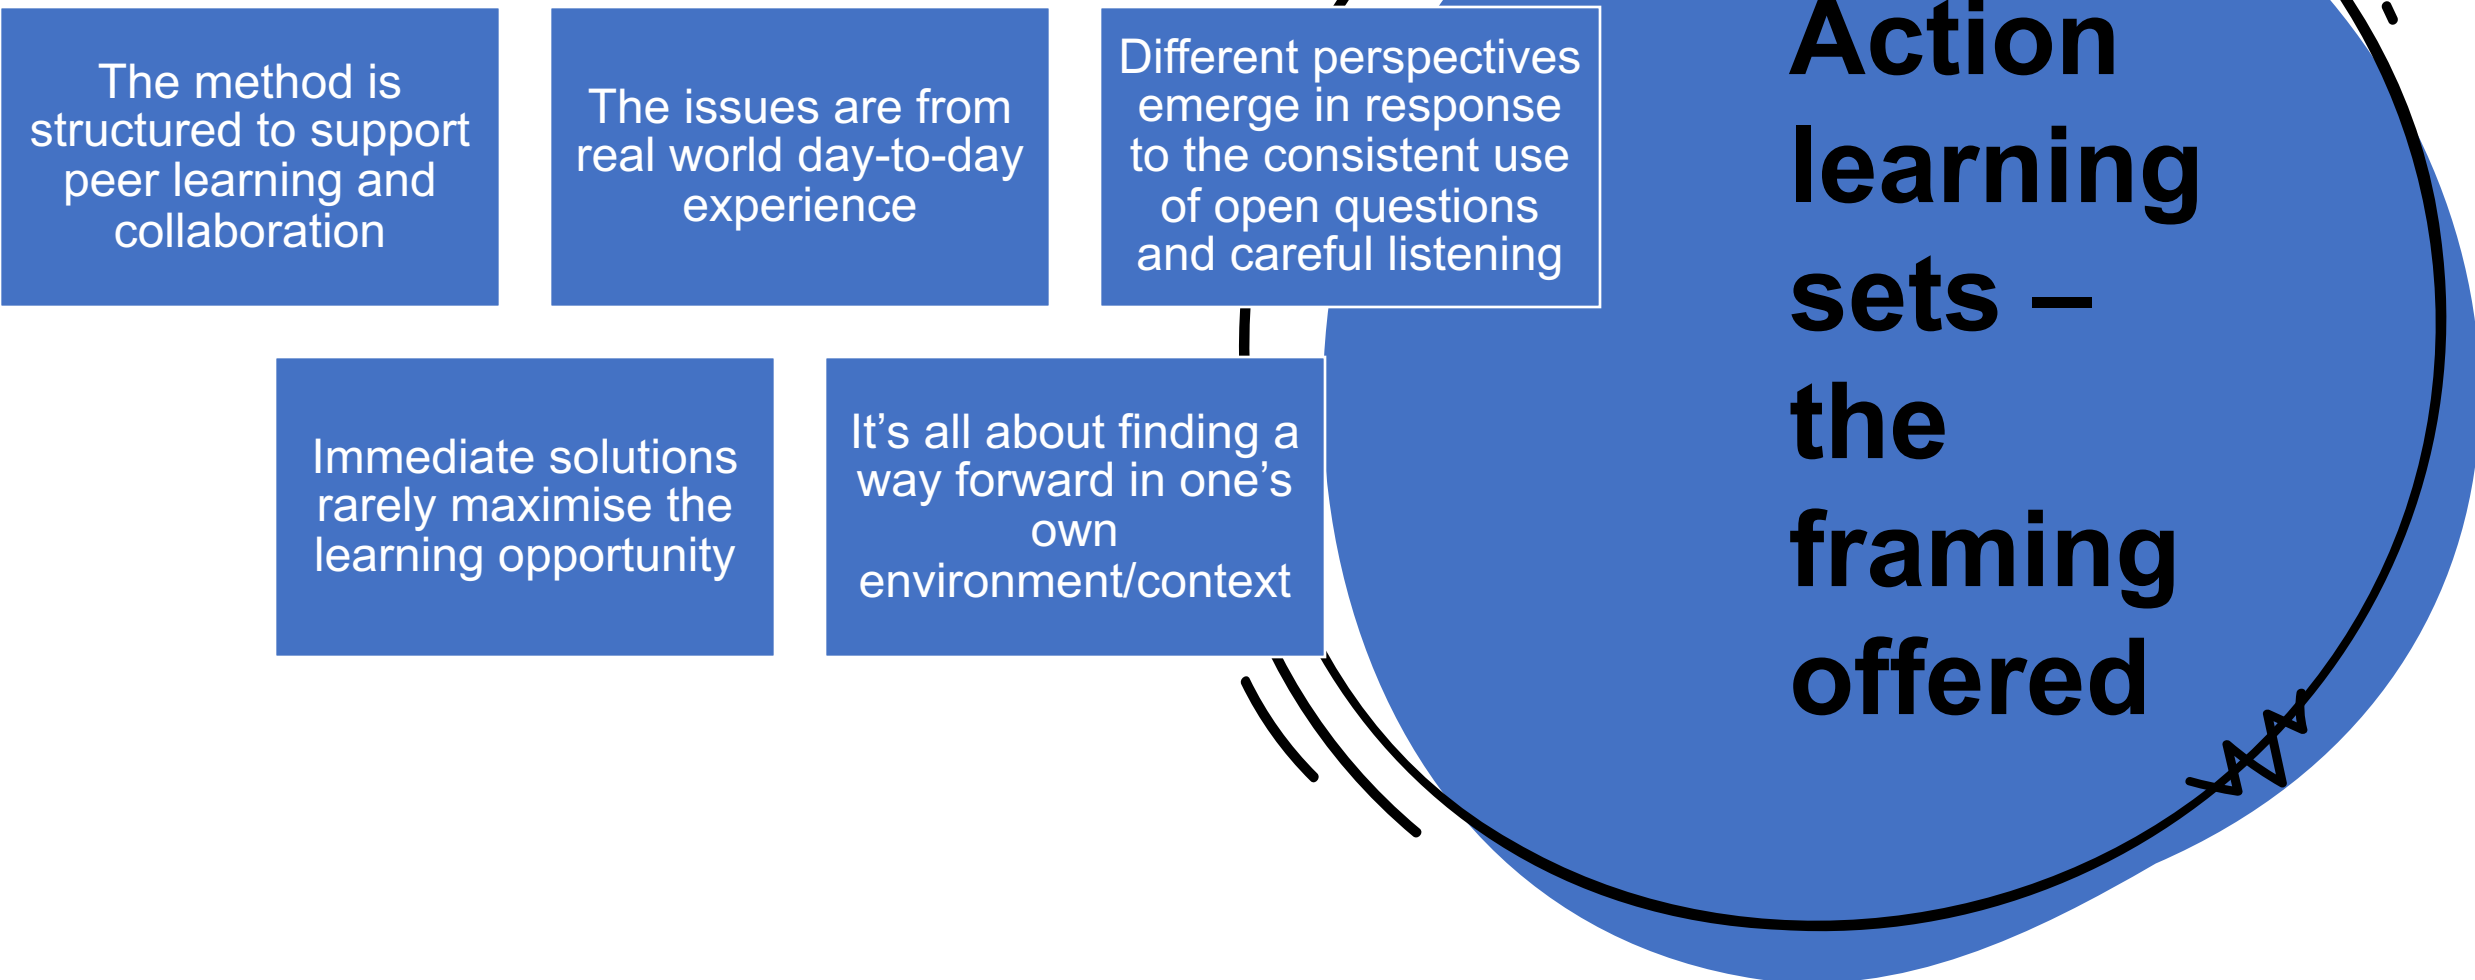 The method is
structured to support
peer learning and
collaboration
The issues are from
real world day-to-day
experience
Different perspectives
emerge in response
to the consistent use
of open questions
and careful listening
Immediate solutions
rarely maximise the
learning opportunity
It’s all about finding a
way forward in one’s
own
environment/context
Action
learning
sets –
the
framing
offered